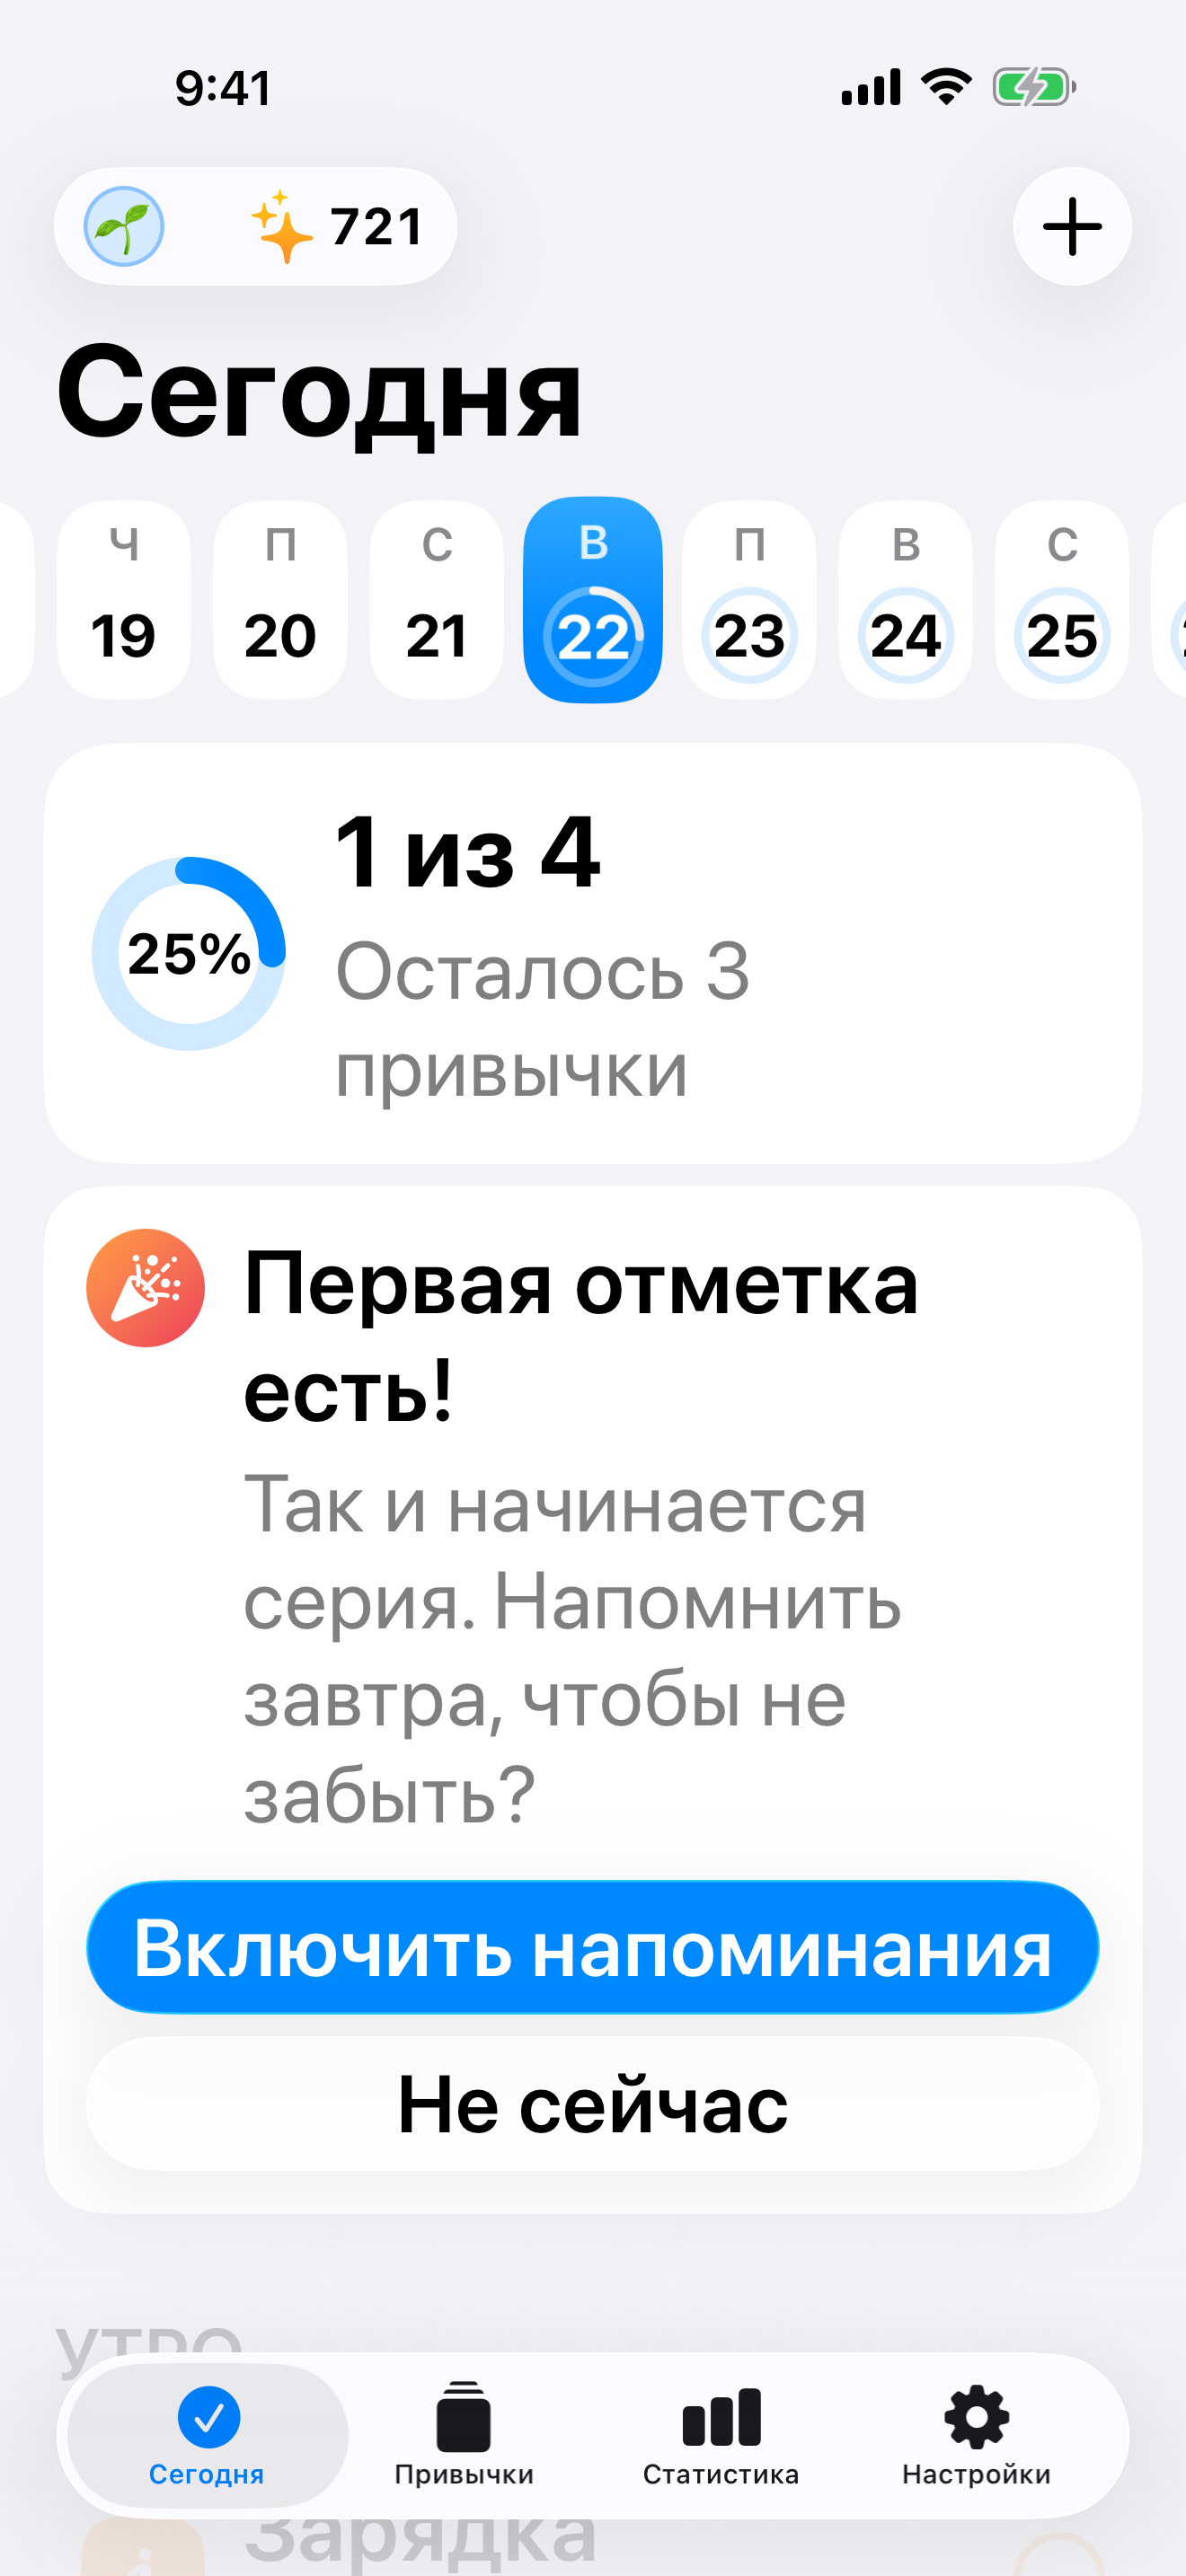 9:41
721
Сегодня
Ч П С В П В С
19 20 21 22 23 24 25
1 из 4
25%
Осталось 3
привычки
Первая отметка
есть!
Так и начинается
серия. Напомнить
завтра, чтобы не
забыть?
Включить напоминания
Не сейчас
УТРО
Сегодня Привычки Статистика Настройки
Зарядка